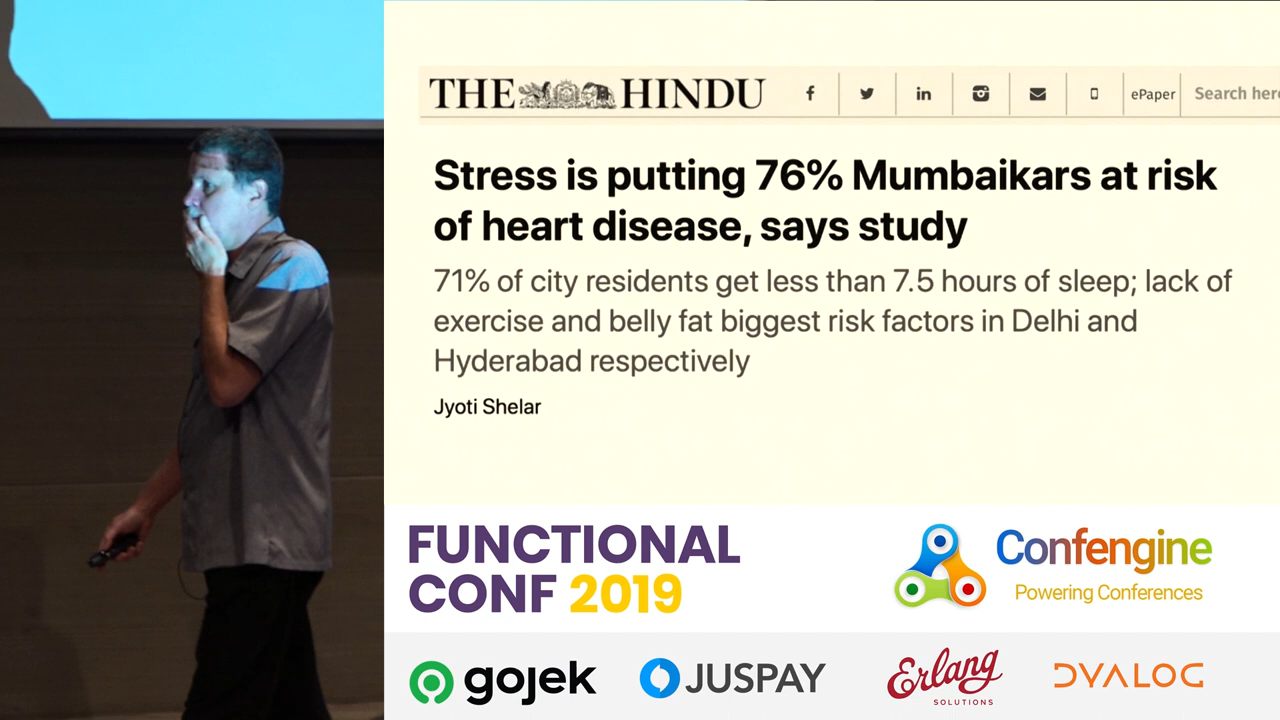 THE HINDU
ePaper
Search here
Stress is putting 76% Mumbaikars at risk
of heart disease, says study
71% of city residents get less than 7.5 hours of sleep; lack of
exercise and belly fat biggest risk factors in Delhi and
Hyderabad respectively
Jyoti Shelar
FUNCTIONAL
CONF 2019
Confengine
Powering Conferences
gojek
JUSPAY
Erlang
SOLUTIONS
DYALOG